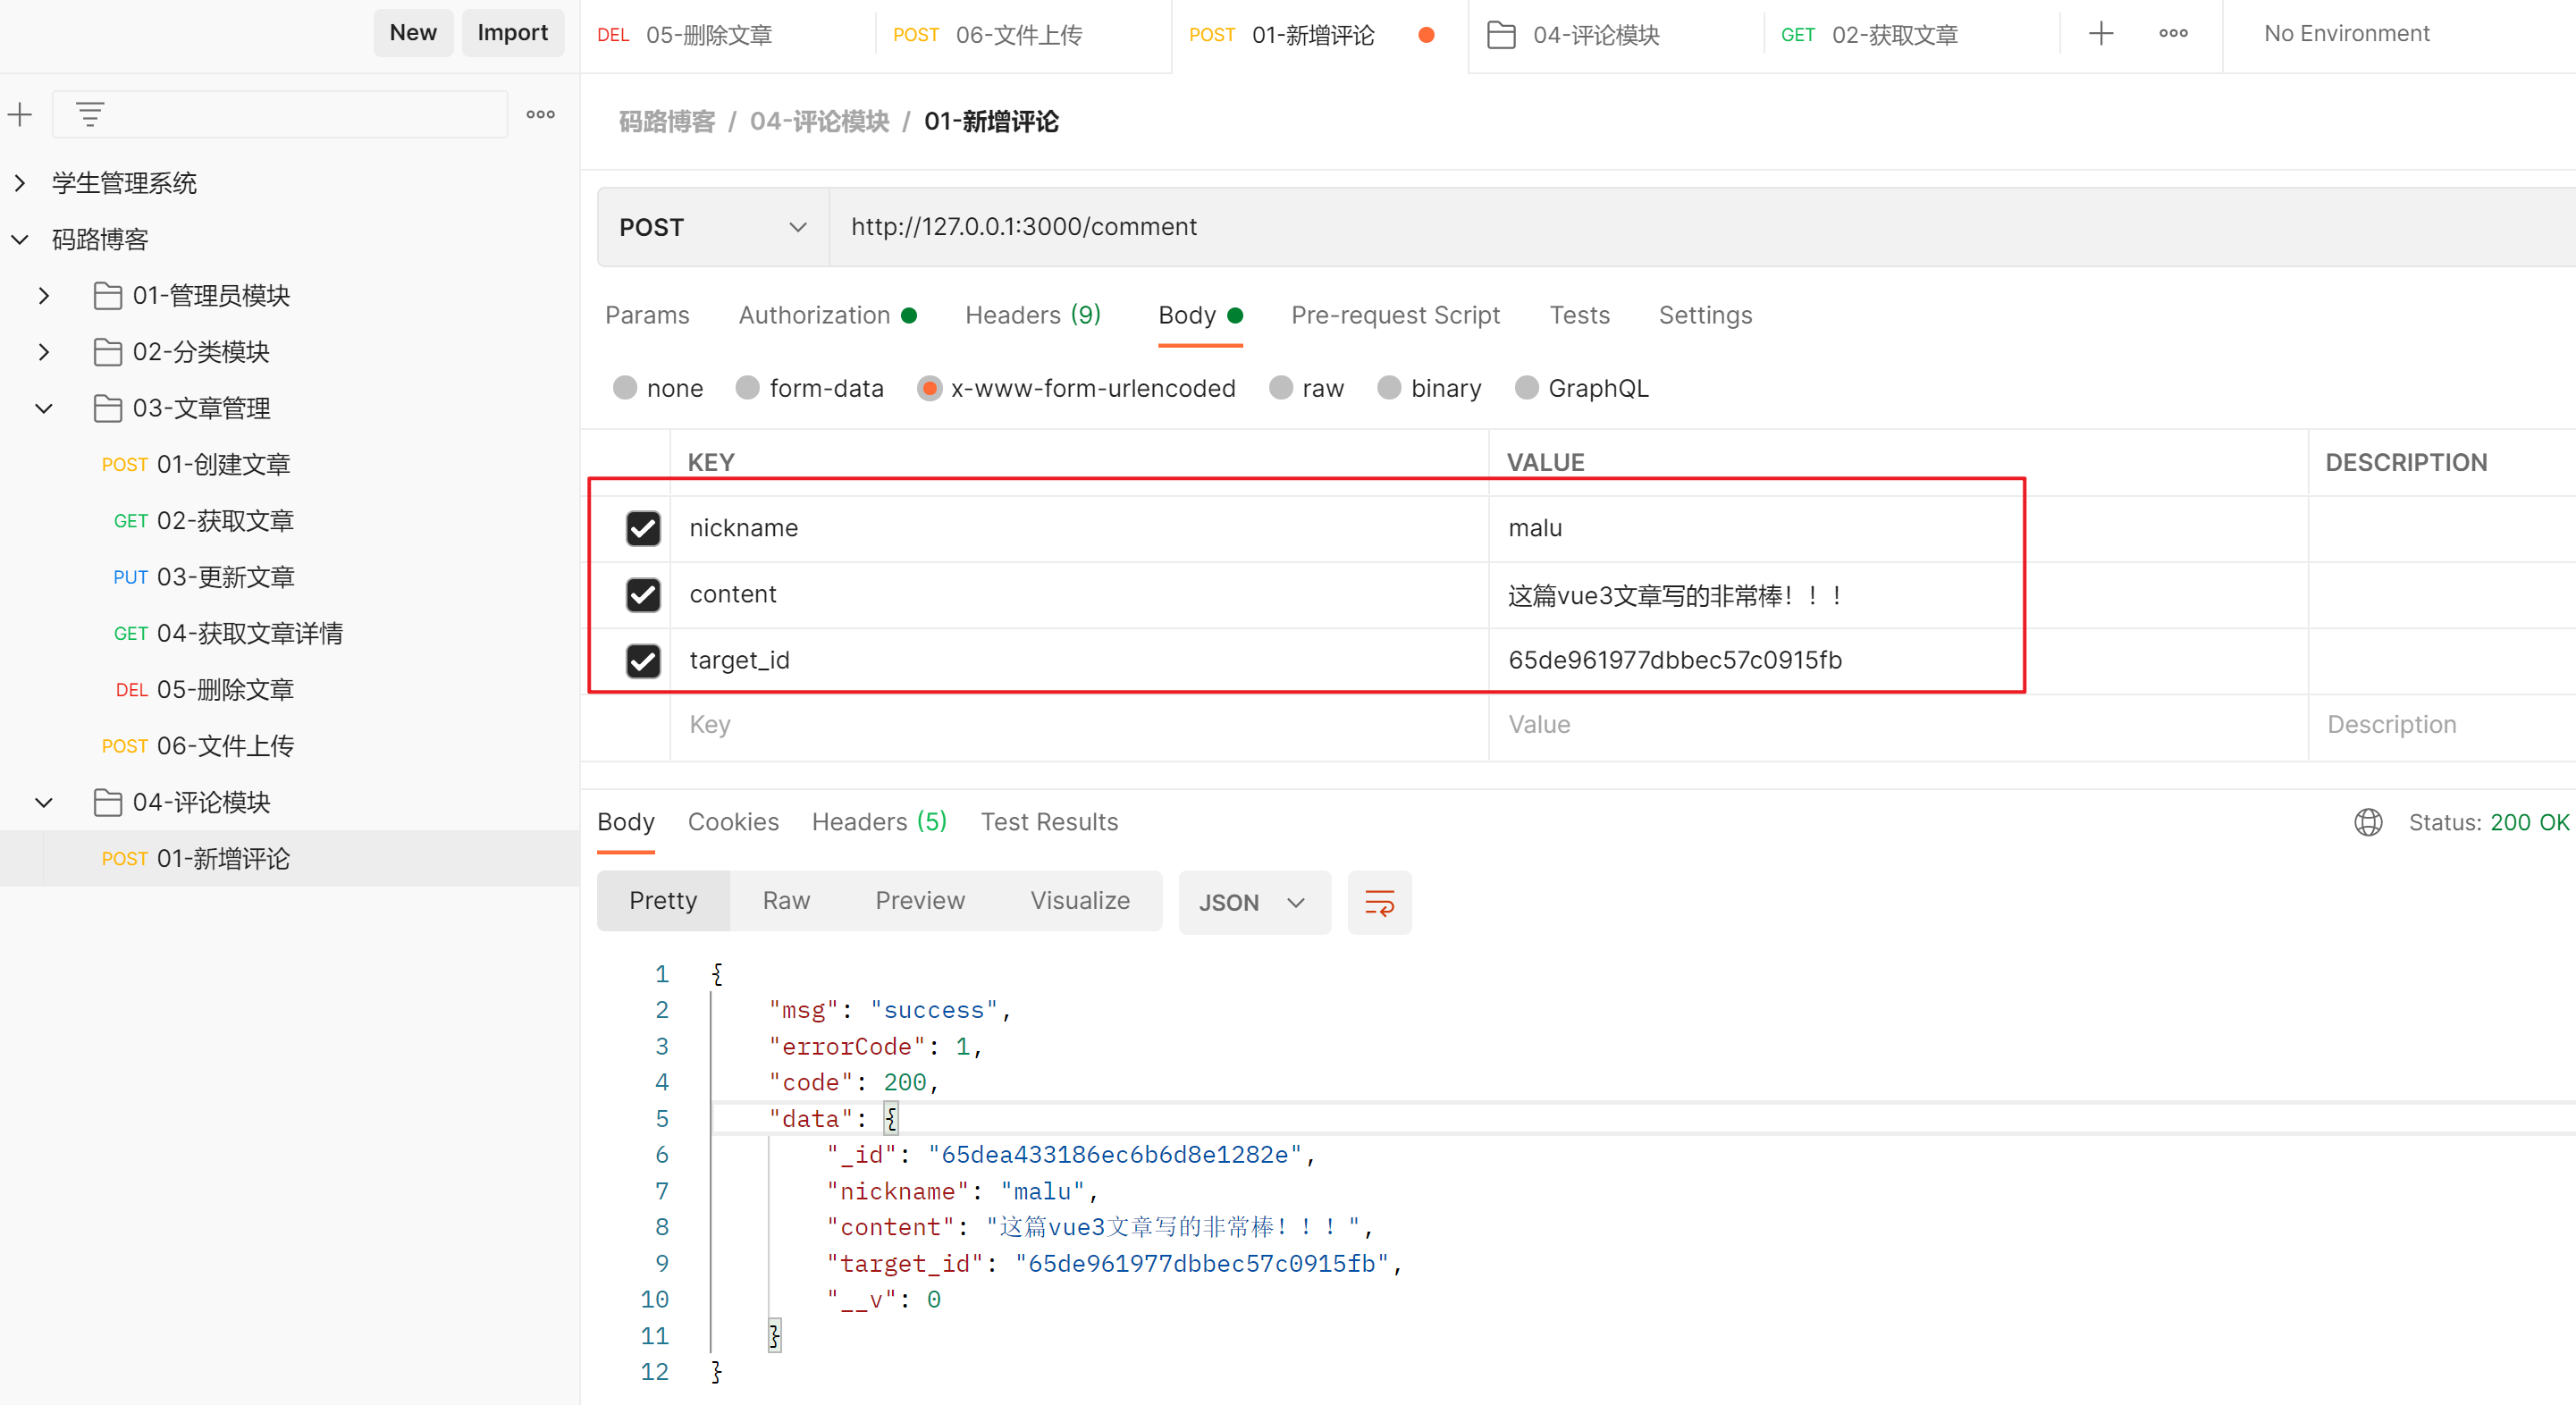 New Import
DEL 05-删除文章 POST 06-文件上传 POST 01-新增评论 04-评论模块 GET 02-获取文章 No Environment
码路博客 / 04-评论模块 / 01-新增评论
学生管理系统
码路博客
01-管理员模块
02-分类模块
03-文章管理
POST 01-创建文章
GET 02-获取文章
PUT 03-更新文章
GET 04-获取文章详情
DEL 05-删除文章
POST 06-文件上传
04-评论模块
POST 01-新增评论
POST http://127.0.0.1:3000/comment
Params Authorization Headers (9) Body Pre-request Script Tests Settings
none form-data x-www-form-urlencoded raw binary GraphQL
KEY VALUE DESCRIPTION
nickname malu
content 这篇vue3文章写的非常棒！！！
target_id 65de961977dbbec57c0915fb
Key Value Description
Body Cookies Headers (5) Test Results Status: 200 OK
Pretty Raw Preview Visualize JSON
1 {
2 "msg": "success",
3 "errorCode": 1,
4 "code": 200,
5 "data": {
6 "_id": "65dea433186ec6b6d8e1282e",
7 "nickname": "malu",
8 "content": "这篇vue3文章写的非常棒！！！",
9 "target_id": "65de961977dbbec57c0915fb",
10 "__v": 0
11 }
12 }